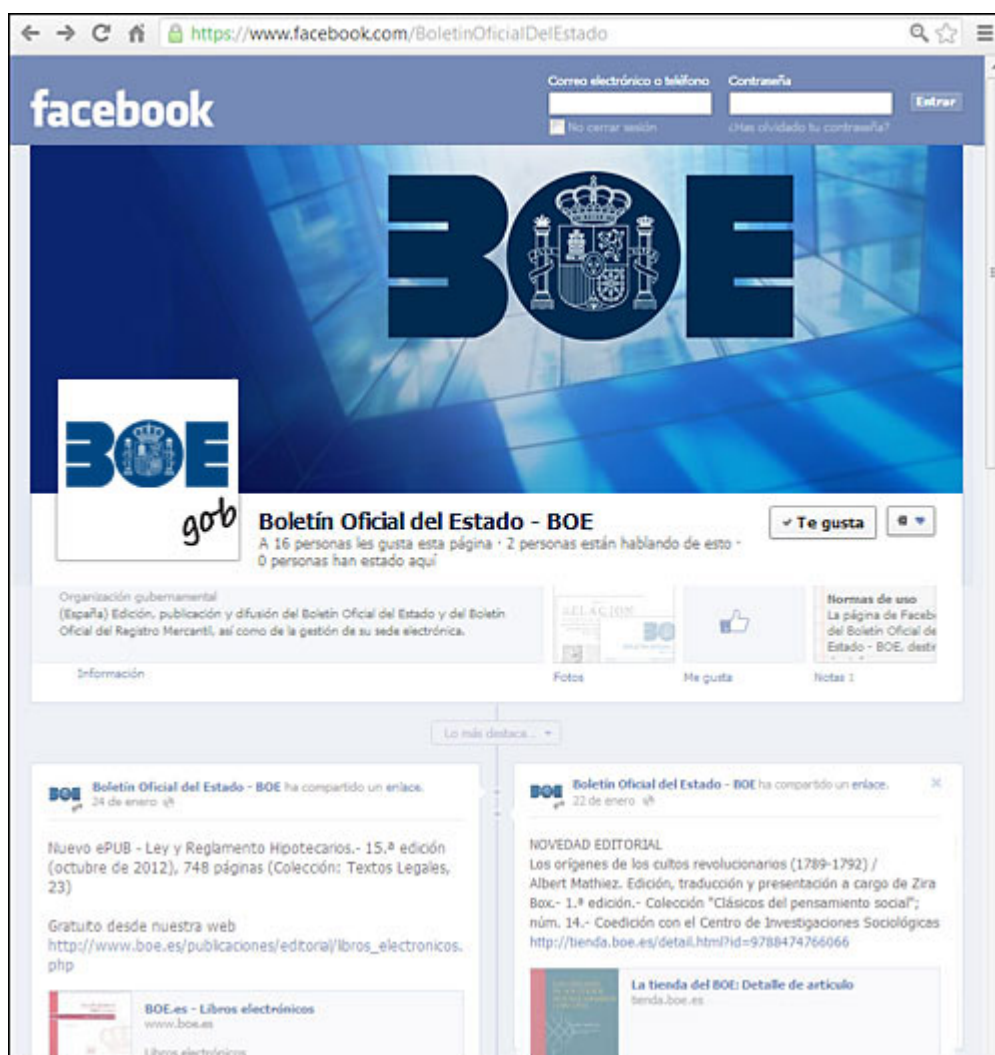 https://www.facebook.com/BoletinOficialDelEstado
facebook
Correo electrónico o teléfono
Contraseña
Entrar
No cerrar sesión
¿Has olvidado tu contraseña?
BOE
BOE
gob
Boletín Oficial del Estado - BOE
A 16 personas les gusta esta página · 2 personas están hablando de esto ·
0 personas han estado aquí
Te gusta
Organización gubernamental
(España) Edición, publicación y difusión del Boletín Oficial del Estado y del Boletín
Oficial del Registro Mercantil, así como de la gestión de su sede electrónica.
Información
RELACION
Fotos
Me gusta
Normas de uso
La página de Facebo
del Boletín Oficial de
Estado - BOE, destin
Notas 1
Lo más destaca...
Boletín Oficial del Estado - BOE ha compartido un enlace.
24 de enero
Nuevo ePUB - Ley y Reglamento Hipotecarios.- 15.ª edición
(octubre de 2012), 748 páginas (Colección: Textos Legales,
23)
Gratuito desde nuestra web
http://www.boe.es/publicaciones/editorial/libros_electronicos.
php
BOE.es - Libros electrónicos
www.boe.es
Libros electrónicos
Boletín Oficial del Estado - BOE ha compartido un enlace.
22 de enero
NOVEDAD EDITORIAL
Los orígenes de los cultos revolucionarios (1789-1792) /
Albert Mathiez. Edición, traducción y presentación a cargo de Zira
Box.- 1.ª edición.- Colección "Clásicos del pensamiento social";
núm. 14.- Coedición con el Centro de Investigaciones Sociológicas
http://tienda.boe.es/detail.html?id=9788474766066
La tienda del BOE: Detalle de artículo
tienda.boe.es